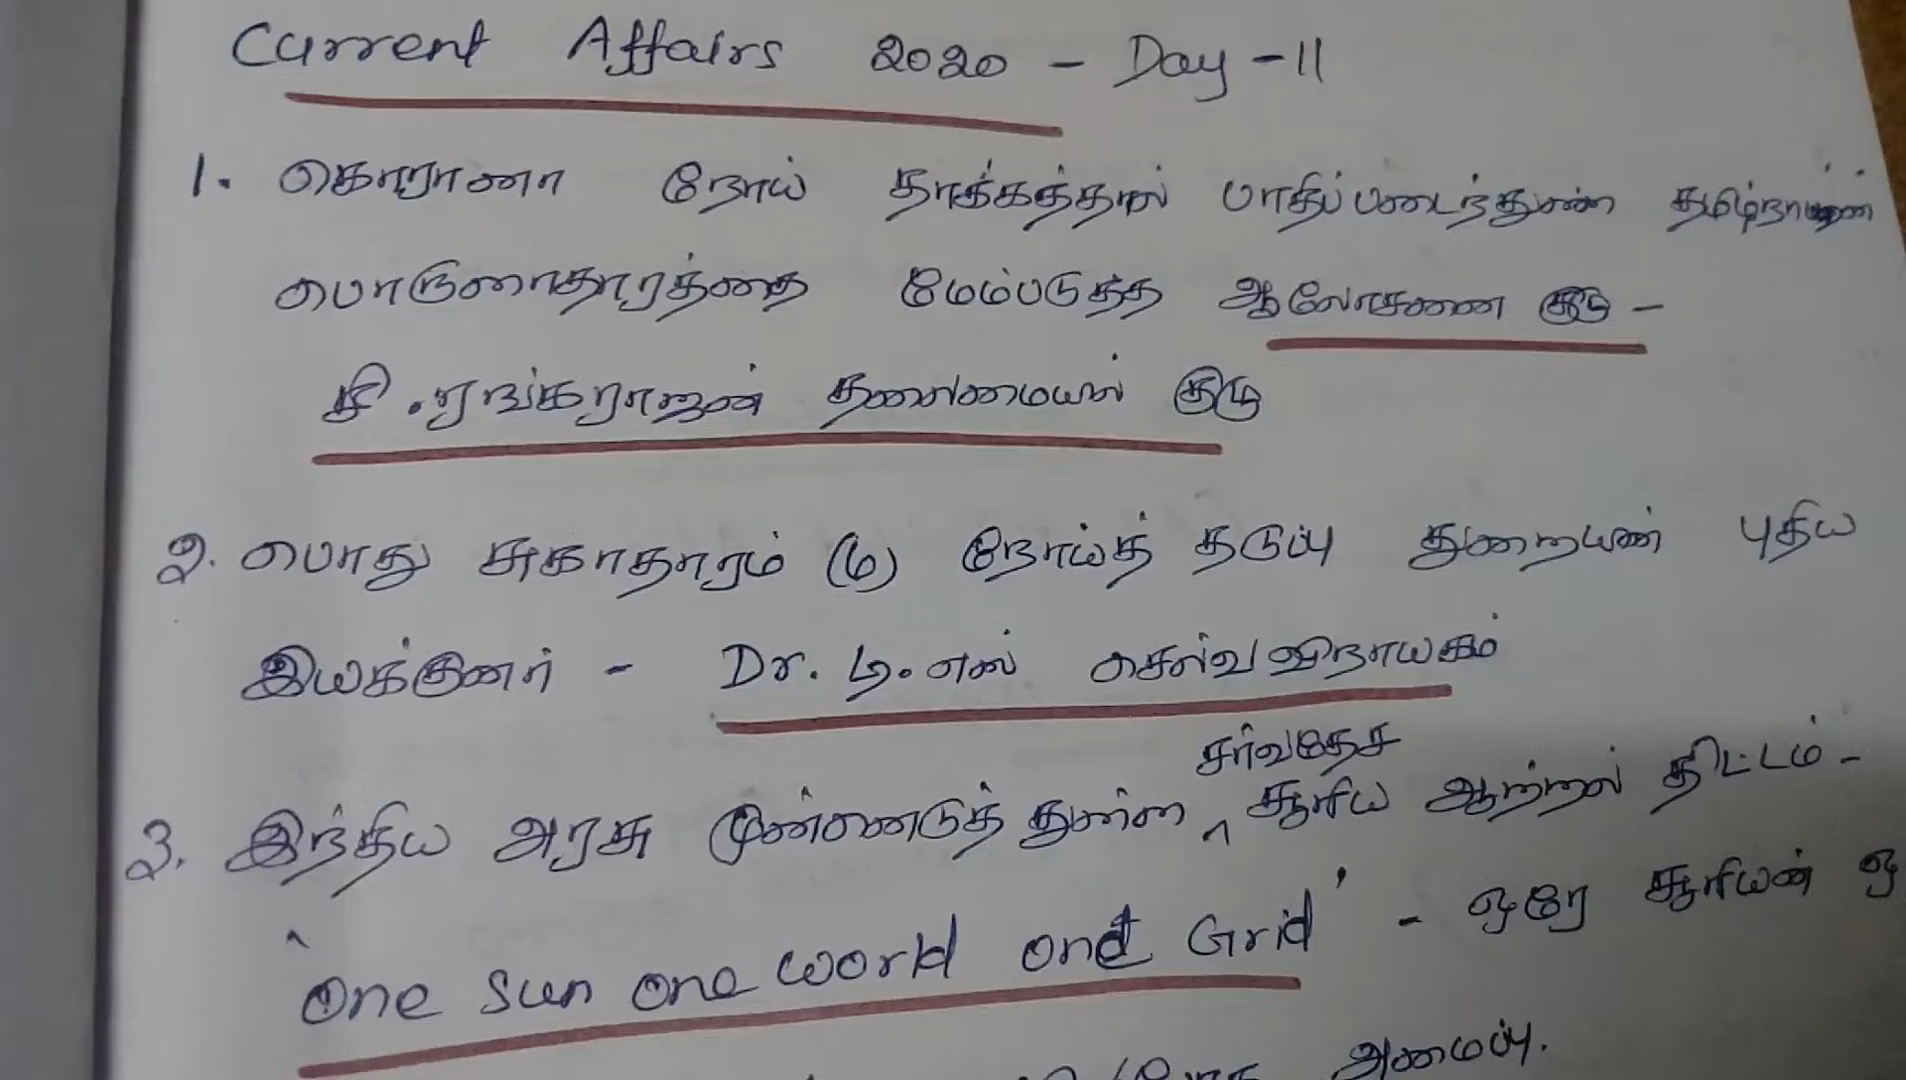 Current Affairs 2020 - Day - 11
1. கொரானா நோய் தாக்கத்தால் பாதிப்படைந்துள்ள
பொருளாதாரத்தை மேம்படுத்த ஆலோசணை குழு -
சி.ரங்கராஜன் தலைமையில் குழு
2. பொது சுகாதாரம் (ம) நோய்த் தடுப்பு துறையின் புதிய
இயக்குனர் - Dr. டி.எஸ் செல்வவிநாயகம்
சர்வதேச
3. இந்திய அரசு முன்னெடுத் துள்ள ^ சூரிய ஆற்றல் திட்டம் -
'One Sun One World One Grid' - ஒரே சூரியன் ஒ
அமைப்பு.